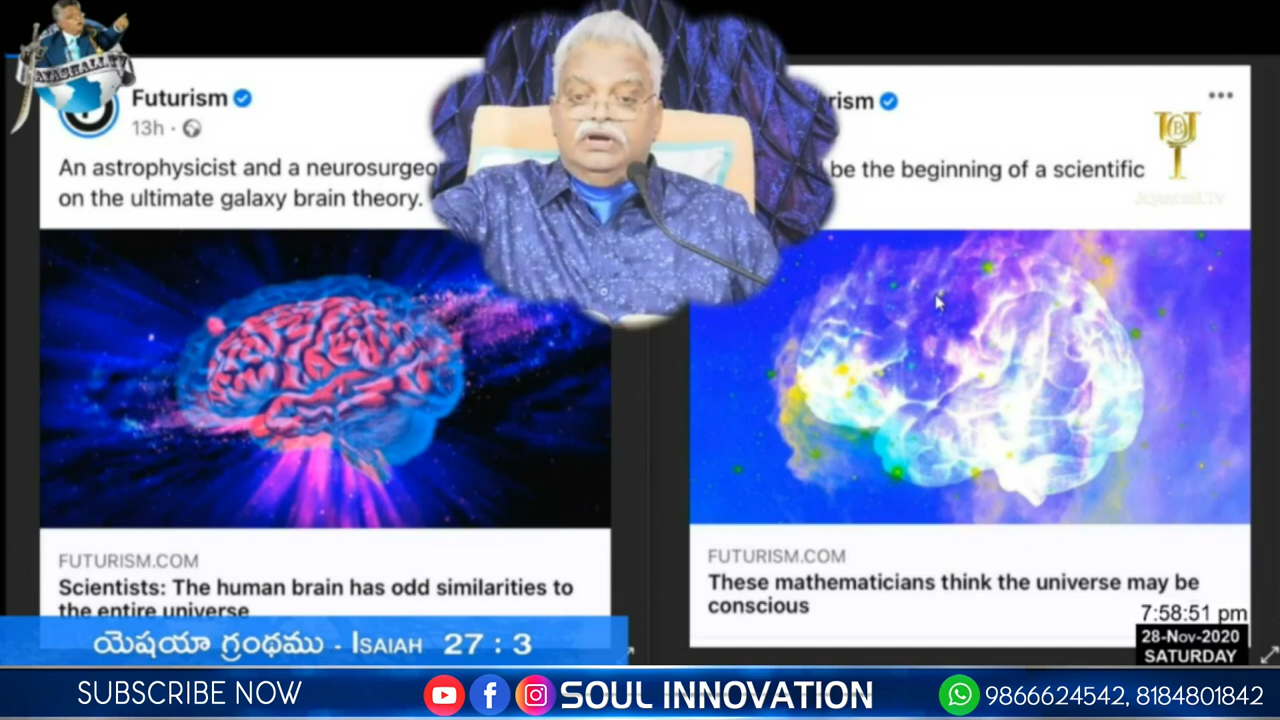 JAYASHALI.TV
Futurism
13h
An astrophysicist and a neurosurgeo
on the ultimate galaxy brain theory.
FUTURISM.COM
Scientists: The human brain has odd similarities to
the entire universe
rism
be the beginning of a scientific
B
Jayashali.TV
FUTURISM.COM
These mathematicians think the universe may be
conscious
7:58:51 pm
28-Nov-2020
SATURDAY
యెషయా గ్రంథము - ISAIAH 27 : 3
SUBSCRIBE NOW
SOUL INNOVATION
9866624542, 8184801842